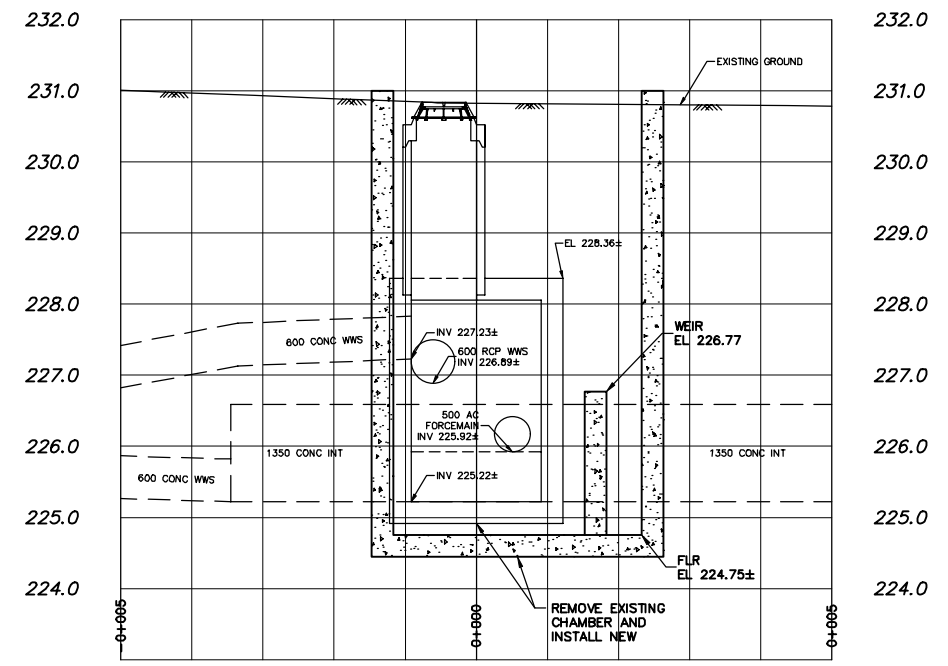 232.0
232.0
EXISTING GROUND
231.0
231.0
230.0
230.0
229.0
229.0
EL 228.36±
228.0
228.0
WEIR
EL 226.77
INV 227.23±
600 CONC WWS
600 RCP WWS
INV 226.89±
227.0
227.0
500 AC
FORCEMAIN
INV 225.92±
226.0
226.0
1350 CONC INT
1350 CONC INT
INV 225.22±
600 CONC WWS
225.0
225.0
FLR
EL 224.75±
224.0
224.0
REMOVE EXISTING
CHAMBER AND
INSTALL NEW
-0+005
0+000
0+005